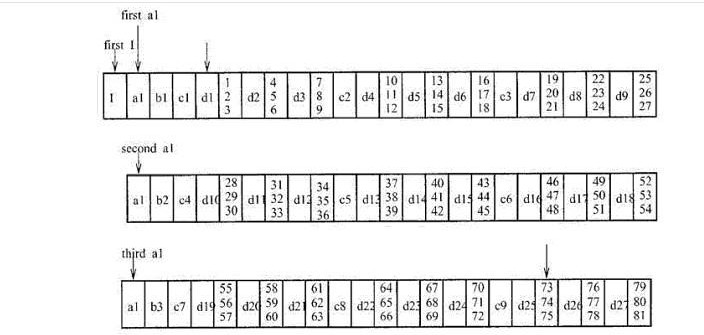 first a1
first I
1 4 7 10 13 16 19 22 25
I a1 b1 c1 d1 2 d2 5 d3 8 c2 d4 11 d5 14 d6 17 c3 d7 20 d8 23 d9 26
3 6 9 12 15 18 21 24 27
second a1
28 31 34 37 40 43 46 49 52
a1 b2 c4 d10 29 d11 32 d12 35 c5 d13 38 d14 41 d15 44 c6 d16 47 d17 50 d18 53
30 33 36 39 42 45 48 51 54
third a1
55 58 61 64 67 70 73 76 79
a1 b3 c7 d19 56 d20 59 d21 62 c8 d22 65 d23 68 d24 71 c9 d25 74 d26 77 d27 80
57 60 63 66 69 72 75 78 81